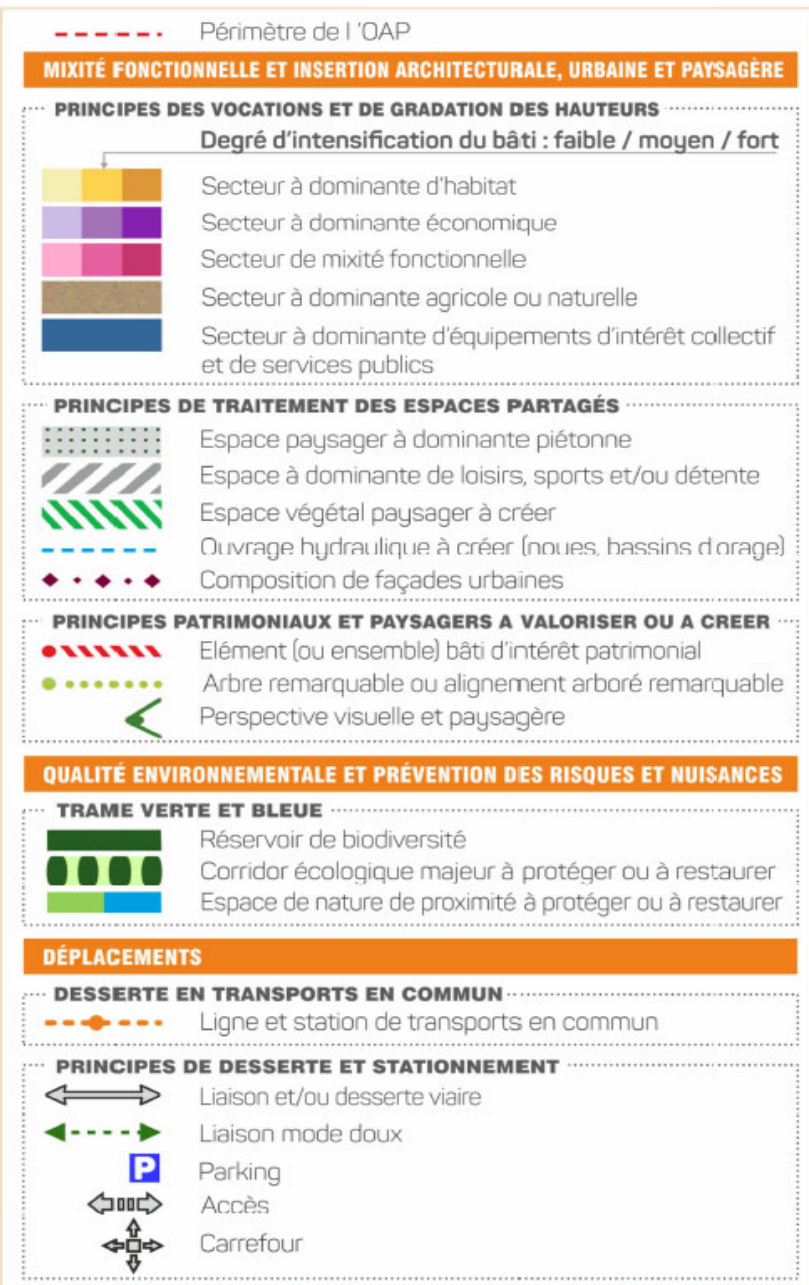 Périmètre de l 'OAP
MIXITÉ FONCTIONNELLE ET INSERTION ARCHITECTURALE, URBAINE ET PAYSAGÈRE
PRINCIPES DES VOCATIONS ET DE GRADATION DES HAUTEURS
Degré d'intensification du bâti : faible / moyen / fort
Secteur à dominante d'habitat
Secteur à dominante économique
Secteur de mixité fonctionnelle
Secteur à dominante agricole ou naturelle
Secteur à dominante d'équipements d'intérêt collectif
et de services publics
PRINCIPES DE TRAITEMENT DES ESPACES PARTAGÉS
Espace paysager à dominante piétonne
Espace à dominante de loisirs, sports et/ou détente
Espace végétal paysager à créer
Ouvrage hydraulique à créer (noues, bassins d'orage)
Composition de façades urbaines
PRINCIPES PATRIMONIAUX ET PAYSAGERS A VALORISER OU A CREER
Elément (ou ensemble) bâti d'intérêt patrimonial
Arbre remarquable ou alignement arboré remarquable
Perspective visuelle et paysagère
QUALITÉ ENVIRONNEMENTALE ET PRÉVENTION DES RISQUES ET NUISANCES
TRAME VERTE ET BLEUE
Réservoir de biodiversité
Corridor écologique majeur à protéger ou à restaurer
Espace de nature de proximité à protéger ou à restaurer
DÉPLACEMENTS
DESSERTE EN TRANSPORTS EN COMMUN
Ligne et station de transports en commun
PRINCIPES DE DESSERTE ET STATIONNEMENT
Liaison et/ou desserte viaire
Liaison mode doux
P Parking
Accès
Carrefour